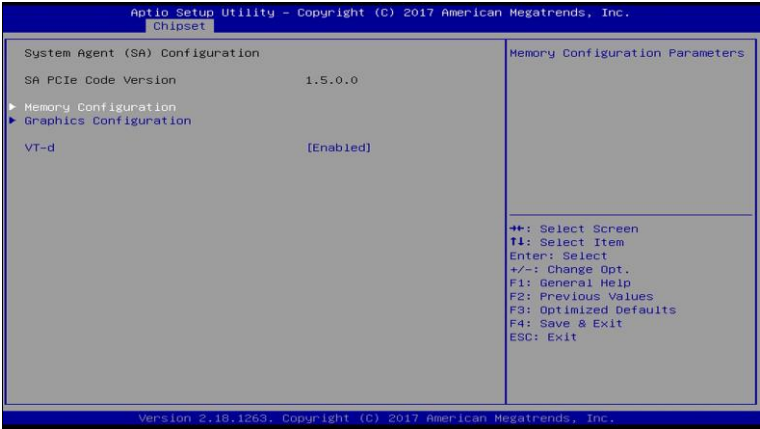 Aptio Setup Utility – Copyright (C) 2017 American Megatrends, Inc.
Chipset
System Agent (SA) Configuration
SA PCIe Code Version 1.5.0.0
▶ Memory Configuration
▶ Graphics Configuration
VT-d [Enabled]
Memory Configuration Parameters
→←: Select Screen
↑↓: Select Item
Enter: Select
+/-: Change Opt.
F1: General Help
F2: Previous Values
F3: Optimized Defaults
F4: Save & Exit
ESC: Exit
Version 2.18.1263. Copyright (C) 2017 American Megatrends, Inc.